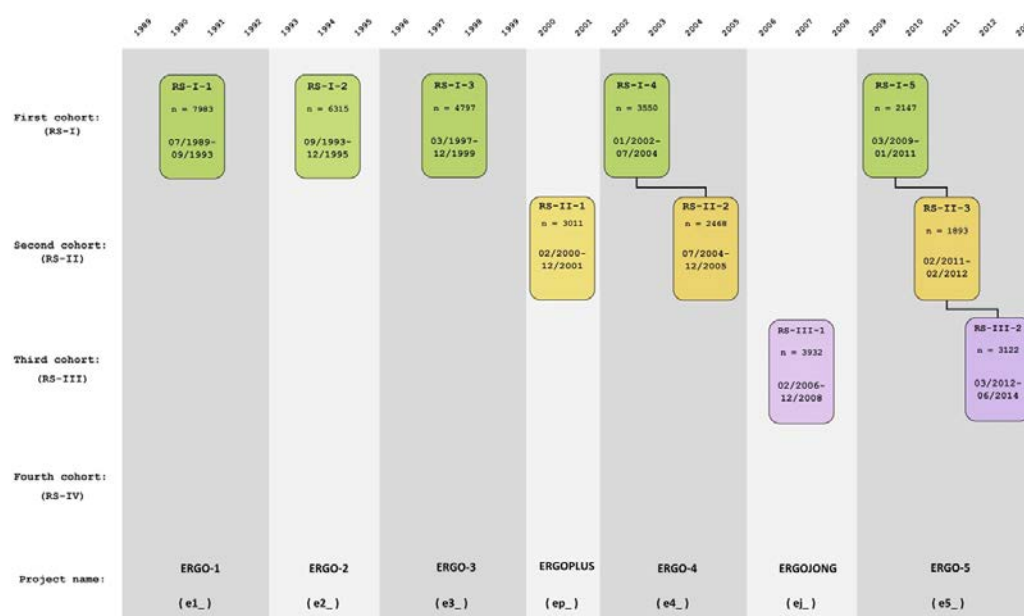 1989 1990 1991 1992 1993 1994 1995 1996 1997 1998 1999 2000 2001 2002 2003 2004 2005 2006 2007 2008 2009 2010 2011 2012
First cohort:
(RS-I)
RS-I-1
n = 7983
07/1989-
09/1993
RS-I-2
n = 6315
09/1993-
12/1995
RS-I-3
n = 4797
03/1997-
12/1999
RS-I-4
n = 3550
01/2002-
07/2004
RS-I-5
n = 2147
03/2009-
01/2011
Second cohort:
(RS-II)
RS-II-1
n = 3011
02/2000-
12/2001
RS-II-2
n = 2468
07/2004-
12/2005
RS-II-3
n = 1893
02/2011-
02/2012
Third cohort:
(RS-III)
RS-III-1
n = 3932
02/2006-
12/2008
RS-III-2
n = 3122
03/2012-
06/2014
Fourth cohort:
(RS-IV)
Project name:
ERGO-1
( e1_ )
ERGO-2
( e2_ )
ERGO-3
( e3_ )
ERGOPLUS
( ep_ )
ERGO-4
( e4_ )
ERGOJONG
( ej_ )
ERGO-5
( e5_ )